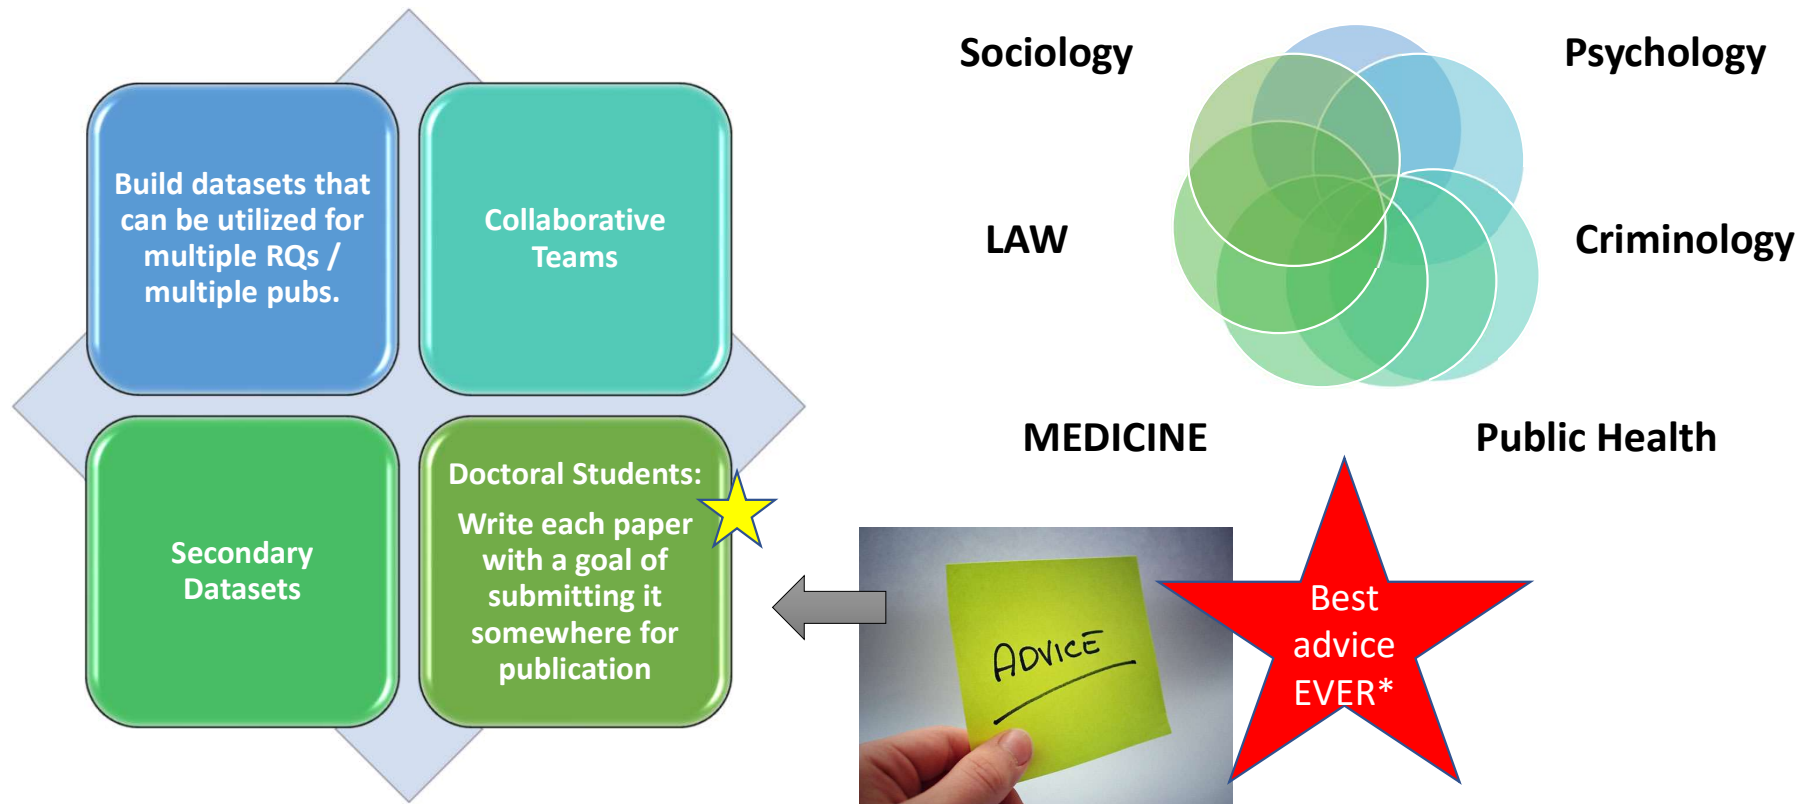 Build datasets that
can be utilized for
multiple RQs /
multiple pubs.
Collaborative
Teams
Secondary
Datasets
Doctoral Students:
Write each paper
with a goal of
submitting it
somewhere for
publication
Sociology
Psychology
LAW
Criminology
MEDICINE
Public Health
ADVICE
Best
advice
EVER*